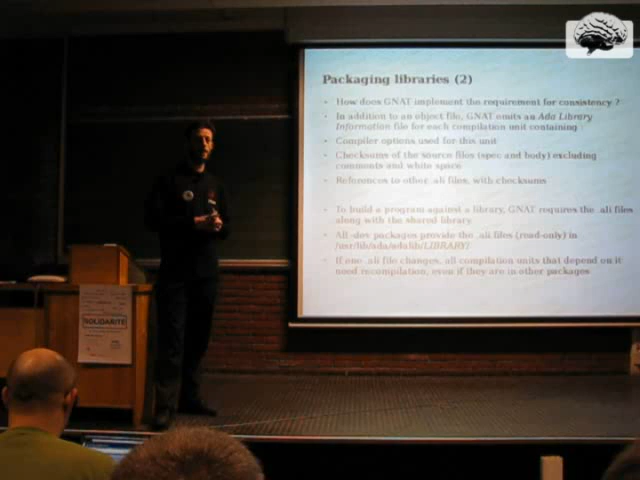 Packaging libraries (2)
How does GNAT implement the requirement for consistency ?
In addition to an object file, GNAT emits an Ada Library
Information file for each compilation unit containing
Compiler options used for this unit
Checksums of the source files (spec and body) excluding
comments and white space
References to other .ali files, with checksums
To build a program against a library, GNAT requires the .ali files
along with the shared library
All -dev packages provide the .ali files (read-only) in
/usr/lib/ada/adalib/LIBRARY/
If one .ali file changes, all compilation units that depend on it
need recompilation, even if they are in other packages
SOLIDARITÉ